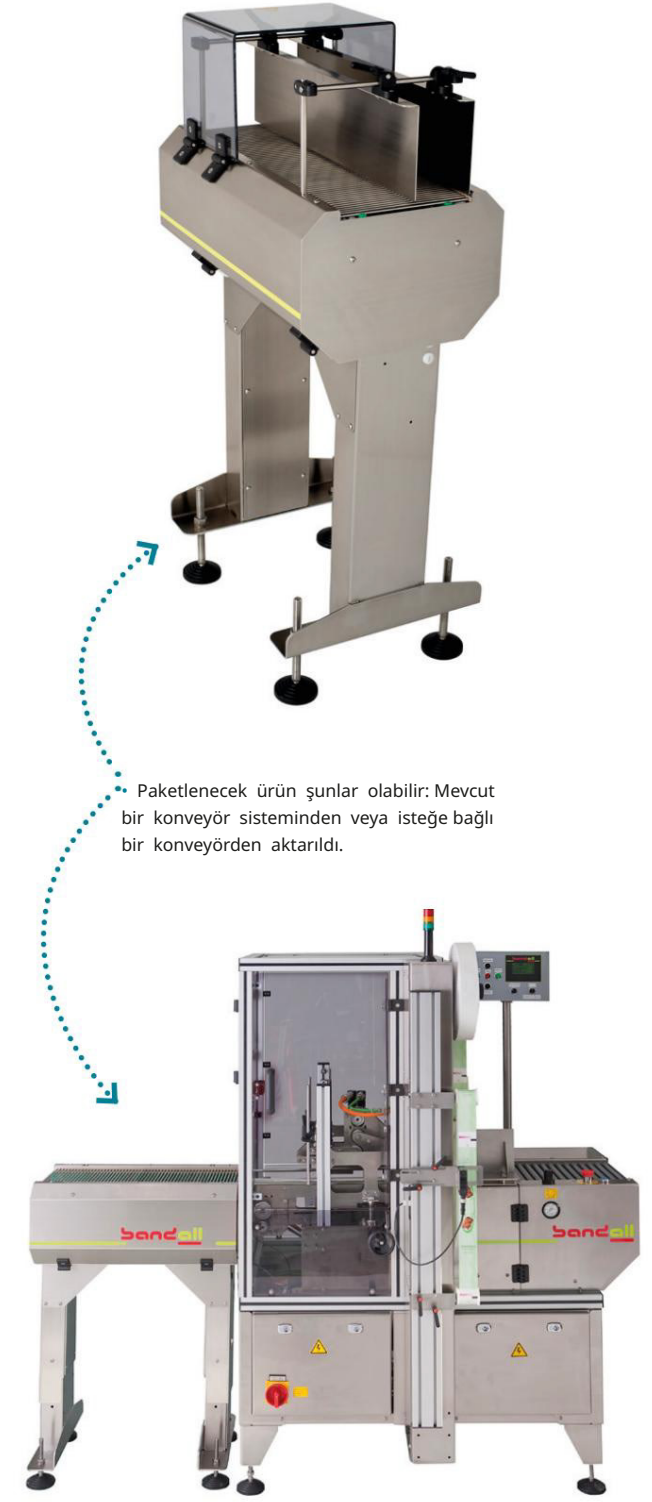 Paketlenecek ürün şunlar olabilir: Mevcut
bir konveyör sisteminden veya isteğe bağlı
bir konveyörden aktarıldı.
bandall
bandall